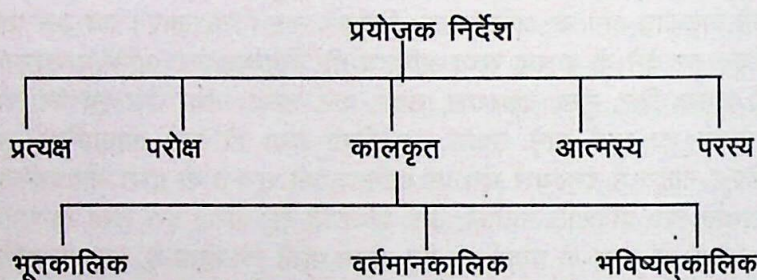 प्रयोजक निर्देश
प्रत्यक्ष परोक्ष कालकृत आत्मस्य परस्य
भूतकालिक वर्तमानकालिक भविष्यत्कालिक